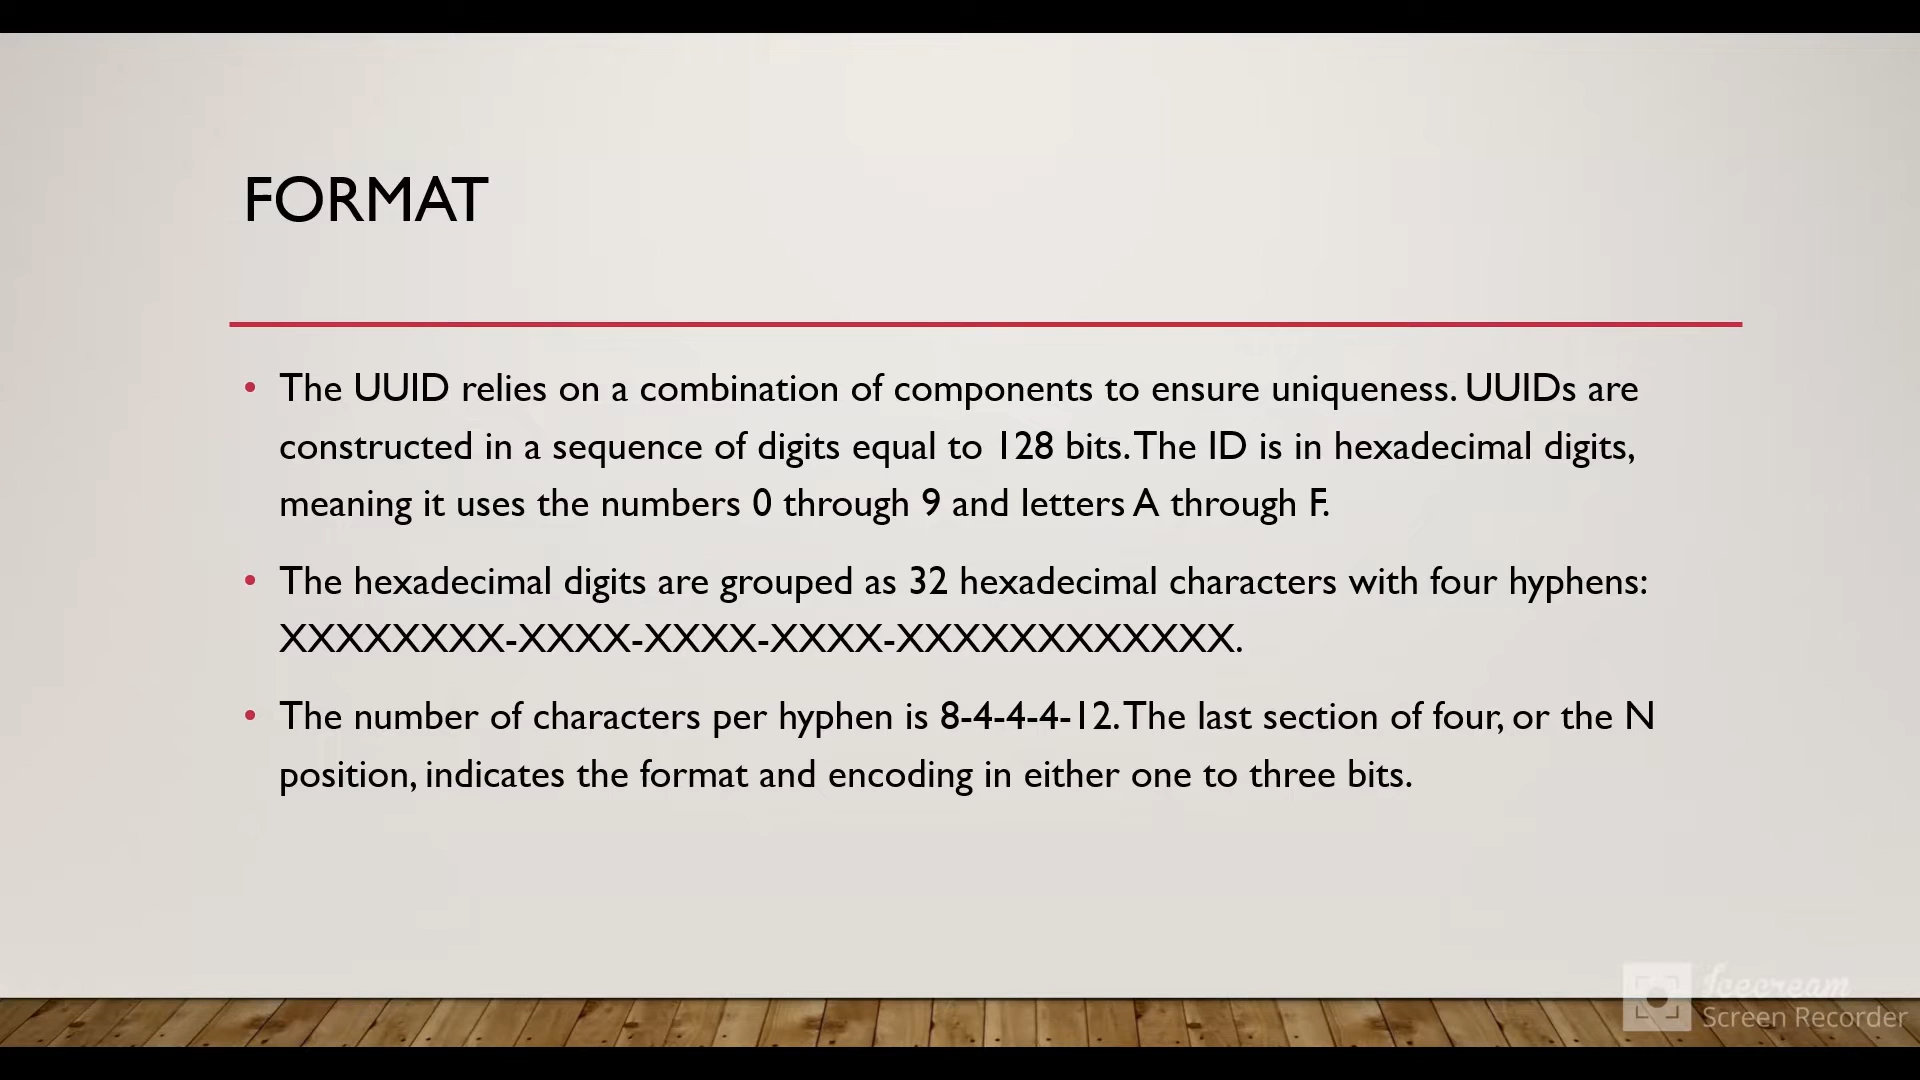 FORMAT
• The UUID relies on a combination of components to ensure uniqueness. UUIDs are
constructed in a sequence of digits equal to 128 bits. The ID is in hexadecimal digits,
meaning it uses the numbers 0 through 9 and letters A through F.
• The hexadecimal digits are grouped as 32 hexadecimal characters with four hyphens:
XXXXXXXX-XXXX-XXXX-XXXX-XXXXXXXXXXXX.
• The number of characters per hyphen is 8-4-4-4-12. The last section of four, or the N
position, indicates the format and encoding in either one to three bits.
Icecream
Screen Recorder